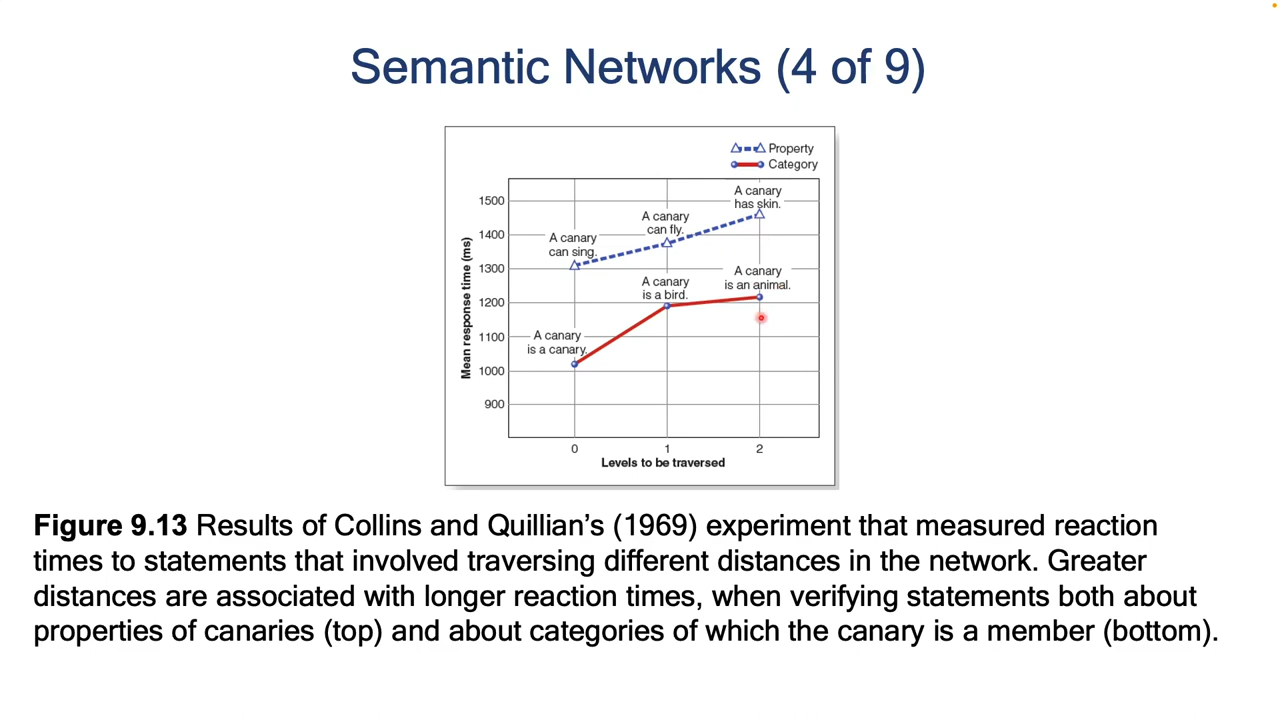 Semantic Networks (4 of 9)
Property
Category
Mean response time (ms)
1500
1400
1300
1200
1100
1000
900
A canary
can sing.
A canary
can fly.
A canary
has skin.
A canary
is a canary.
A canary
is a bird.
A canary
is an animal.
0
1
2
Levels to be traversed
Figure 9.13 Results of Collins and Quillian’s (1969) experiment that measured reaction
times to statements that involved traversing different distances in the network. Greater
distances are associated with longer reaction times, when verifying statements both about
properties of canaries (top) and about categories of which the canary is a member (bottom).